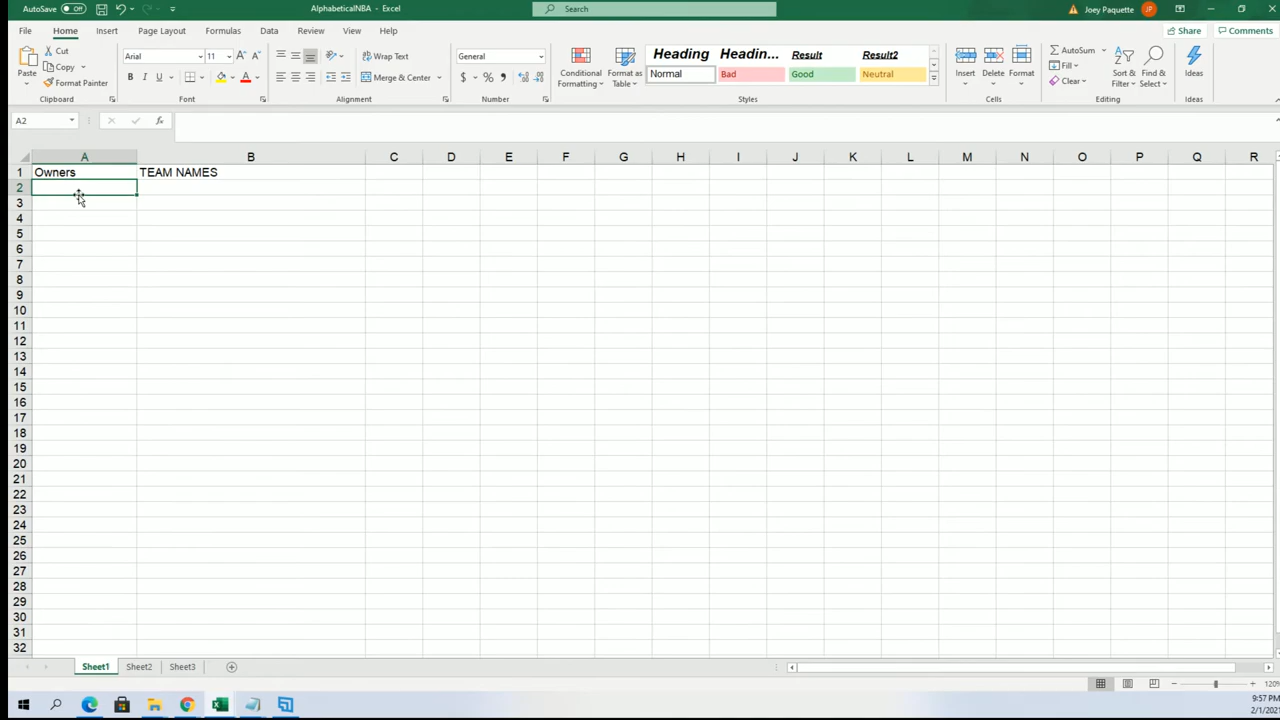 AutoSave Off AlphabeticalNBA - Excel Search Joey Paquette JP
File Home Insert Page Layout Formulas Data Review View Help Share Comments
Paste Cut Copy Format Painter Clipboard
Arial 11 A A B I U A Font
Wrap Text Merge & Center Alignment
General $ % Number
Conditional Formatting Format as Table
Heading Headin... Result Result2
Normal Bad Good Neutral
Styles
Insert Delete Format Cells
AutoSum Fill Clear Sort & Filter Find & Select Editing
Ideas Ideas
A2 fx
A B C D E F G H I J K L M N O P Q R
1 Owners TEAM NAMES
2
3
4
5
6
7
8
9
10
11
12
13
14
15
16
17
18
19
20
21
22
23
24
25
26
27
28
29
30
31
32
Sheet1 Sheet2 Sheet3
120%
9:57 PM